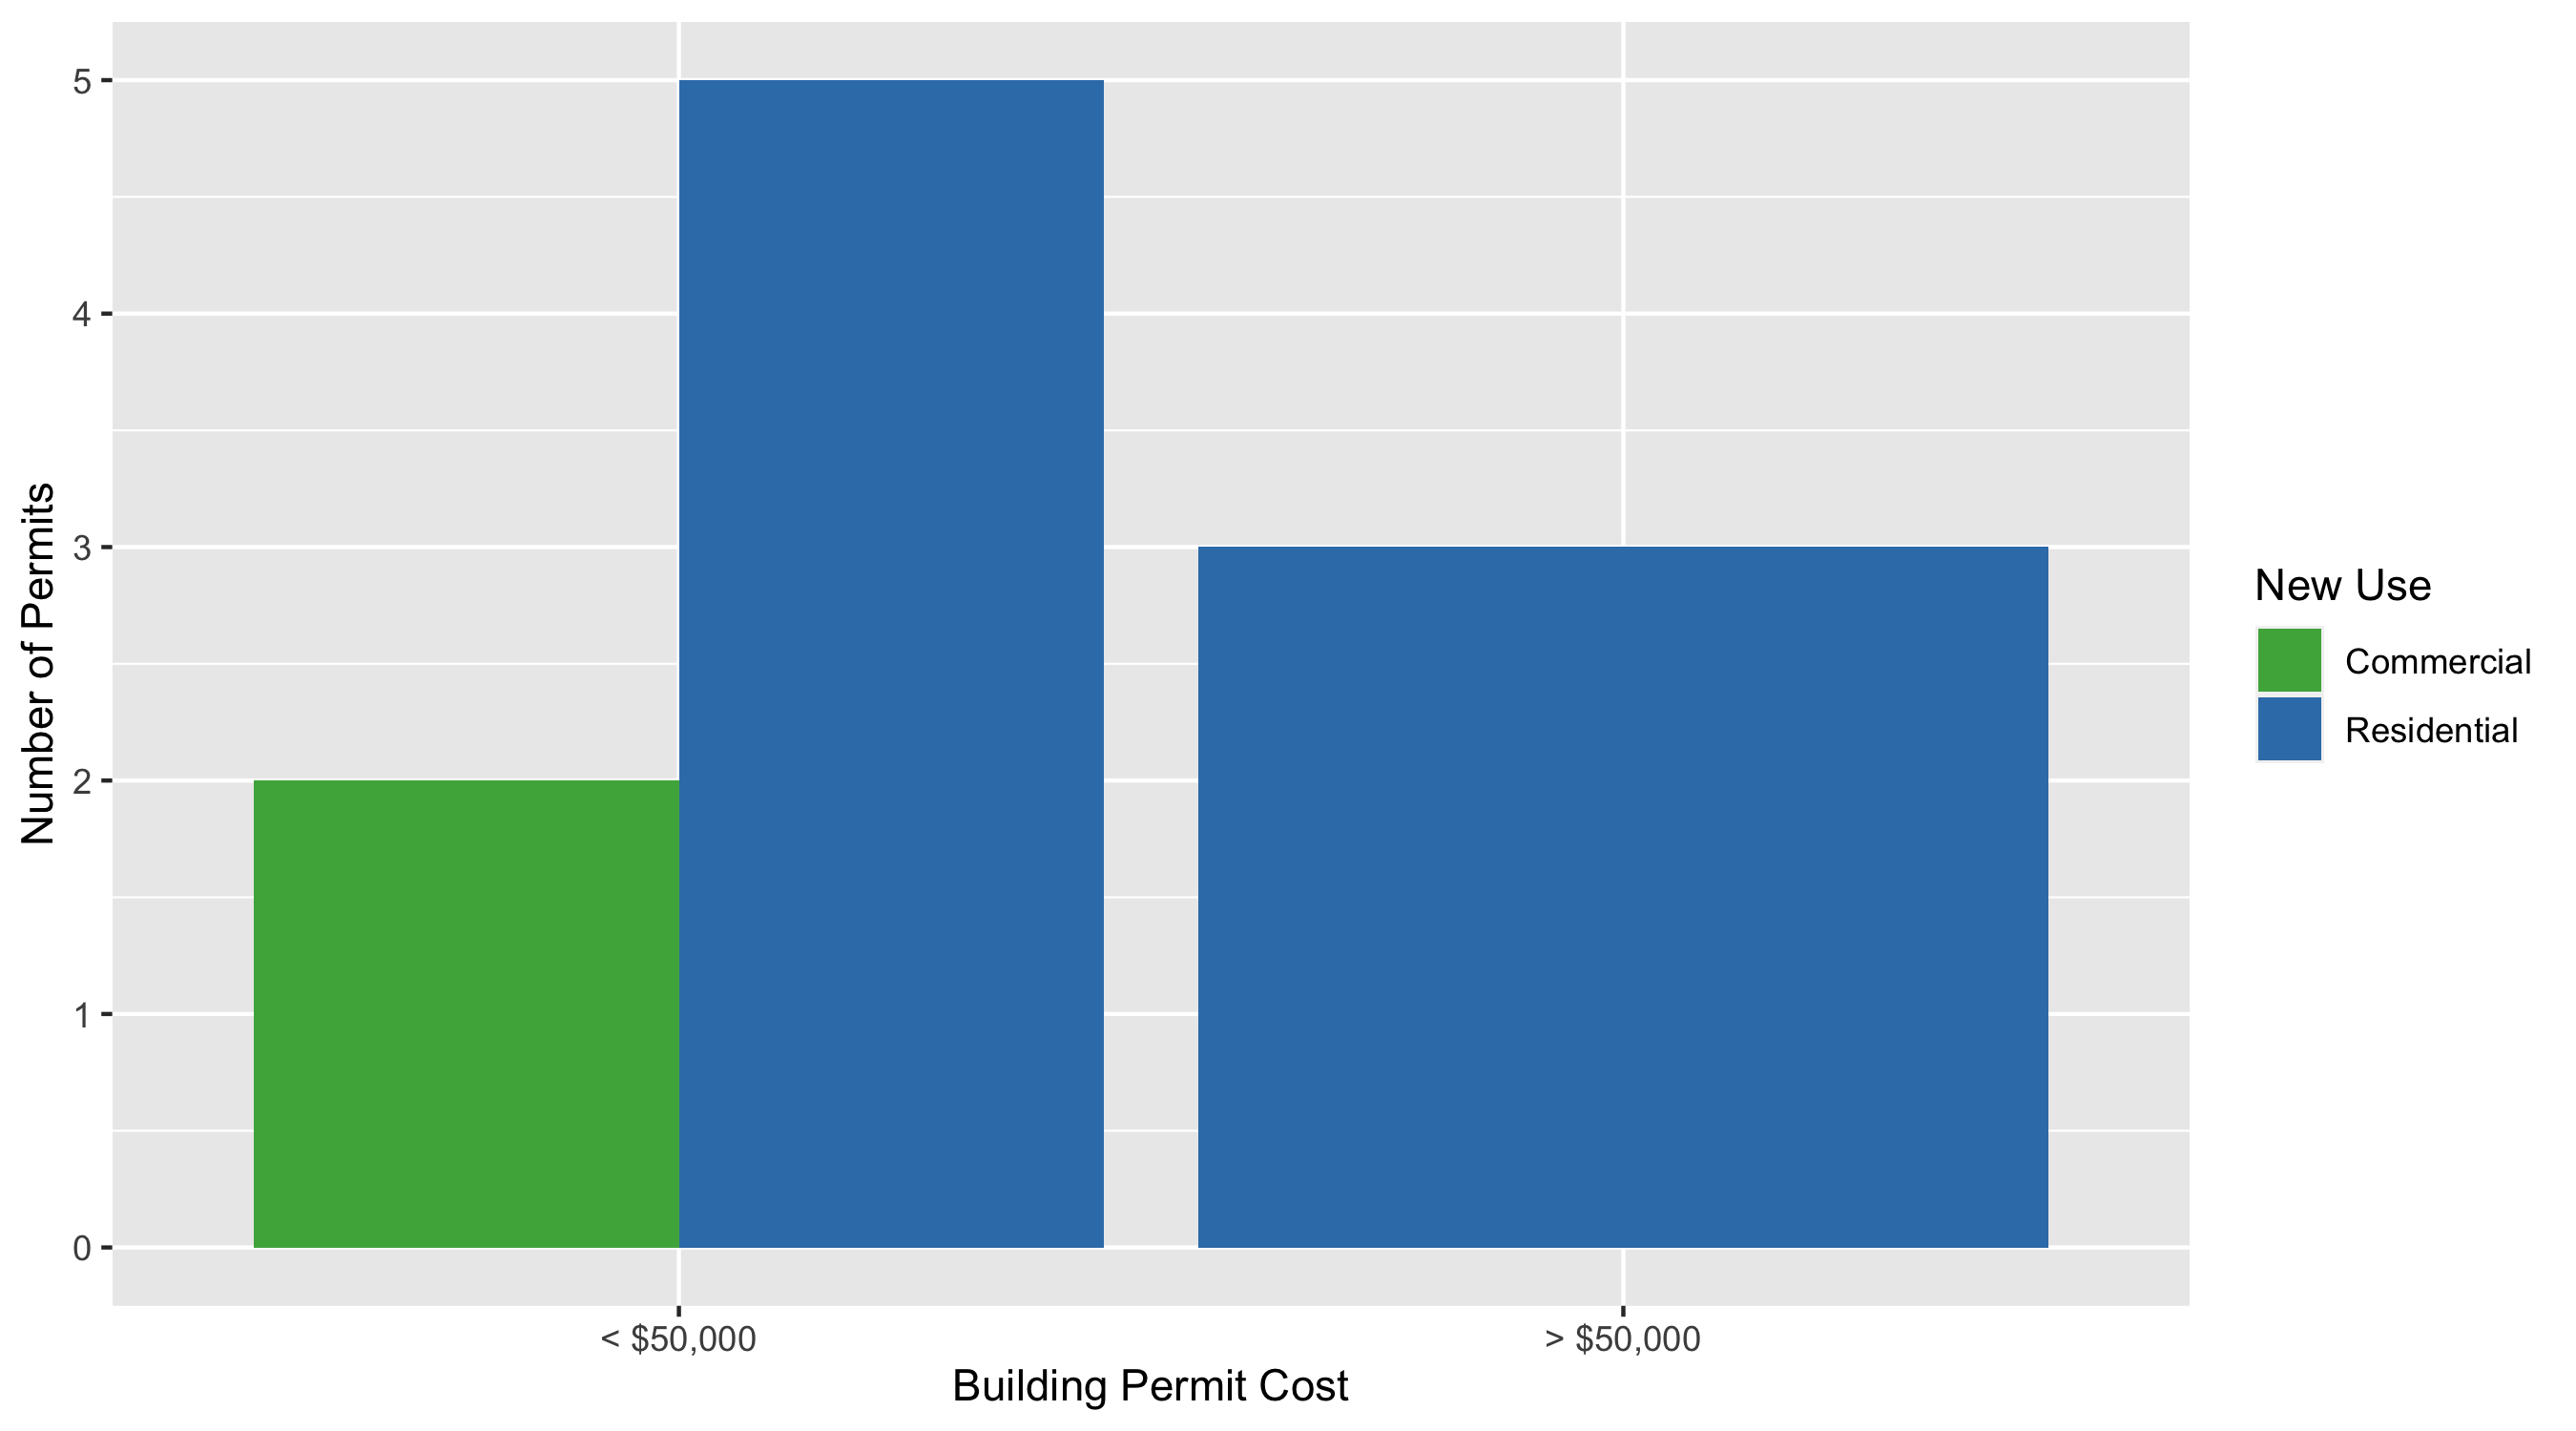 5
4
3
2
1
0
Number of Permits
< $50,000
> $50,000
Building Permit Cost
New Use
Commercial
Residential